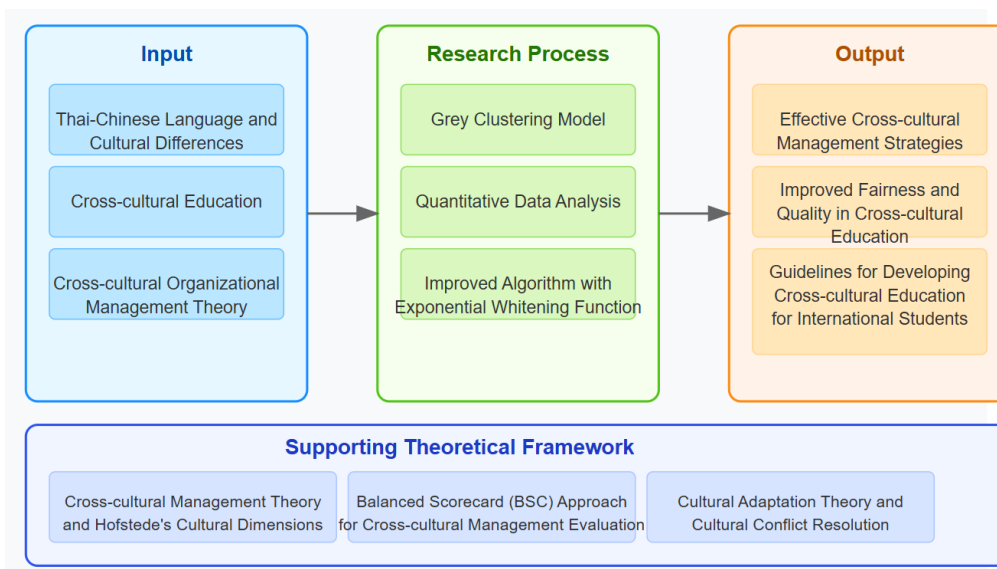 Input
Thai-Chinese Language and
Cultural Differences
Cross-cultural Education
Cross-cultural Organizational
Management Theory
Research Process
Grey Clustering Model
Quantitative Data Analysis
Improved Algorithm with
Exponential Whitening Function
Output
Effective Cross-cultural
Management Strategies
Improved Fairness and
Quality in Cross-cultural
Education
Guidelines for Developing
Cross-cultural Education
for International Students
Supporting Theoretical Framework
Cross-cultural Management Theory
and Hofstede's Cultural Dimensions
Balanced Scorecard (BSC) Approach
for Cross-cultural Management Evaluation
Cultural Adaptation Theory and
Cultural Conflict Resolution